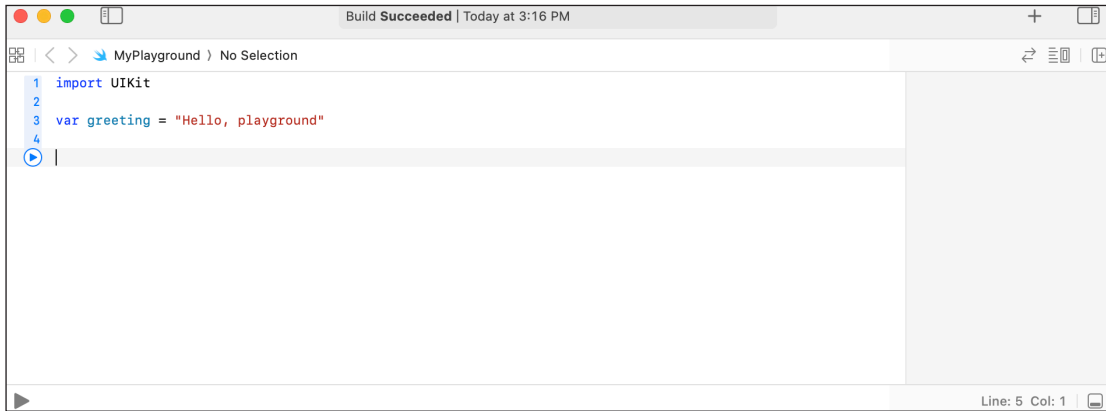 Build Succeeded | Today at 3:16 PM
MyPlayground 〉 No Selection
1 import UIKit
2
3 var greeting = "Hello, playground"
4
Line: 5 Col: 1